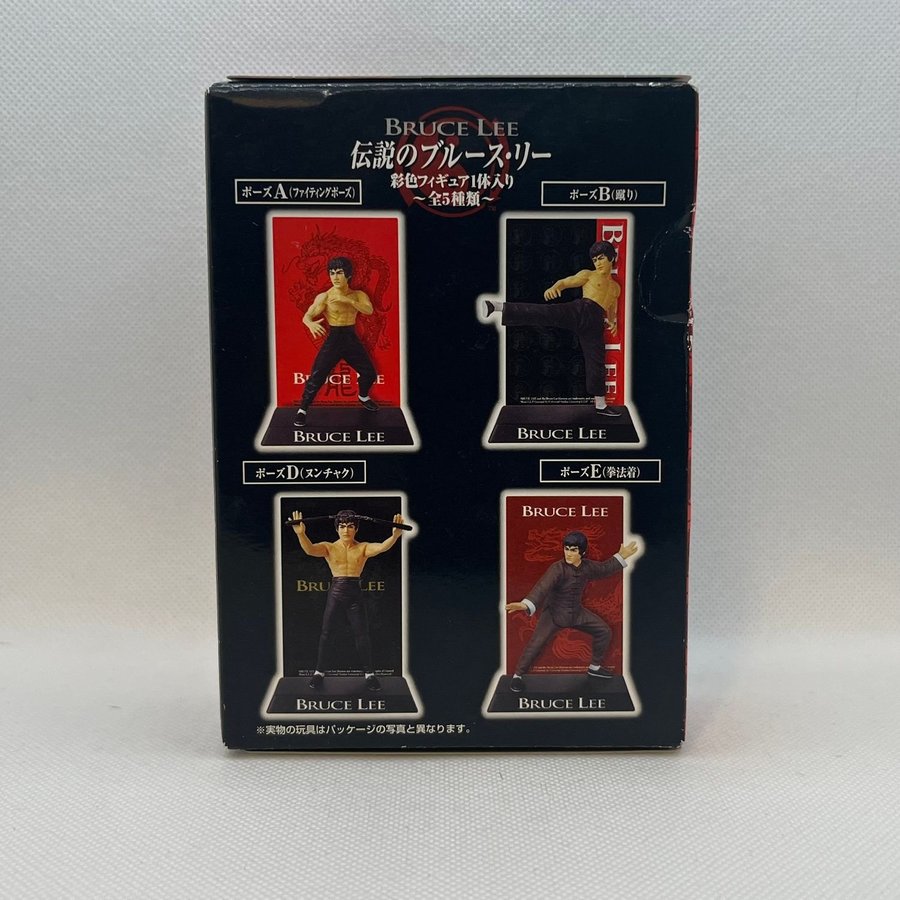 BRUCE LEE
伝説のブルース・リー
彩色フィギュア1体入り
〜全5種類〜
ポーズA(ファイティングポーズ)
ポーズB(蹴り)
BRUCE LEE
龍
BRUCE LEE
LEE
BRUCE LEE
ポーズD(ヌンチャク)
ポーズE(拳法着)
BRU LEE
BRUCE LEE
BRUCE LEE
BRUCE LEE
※実物の玩具はパッケージの写真と異なります。